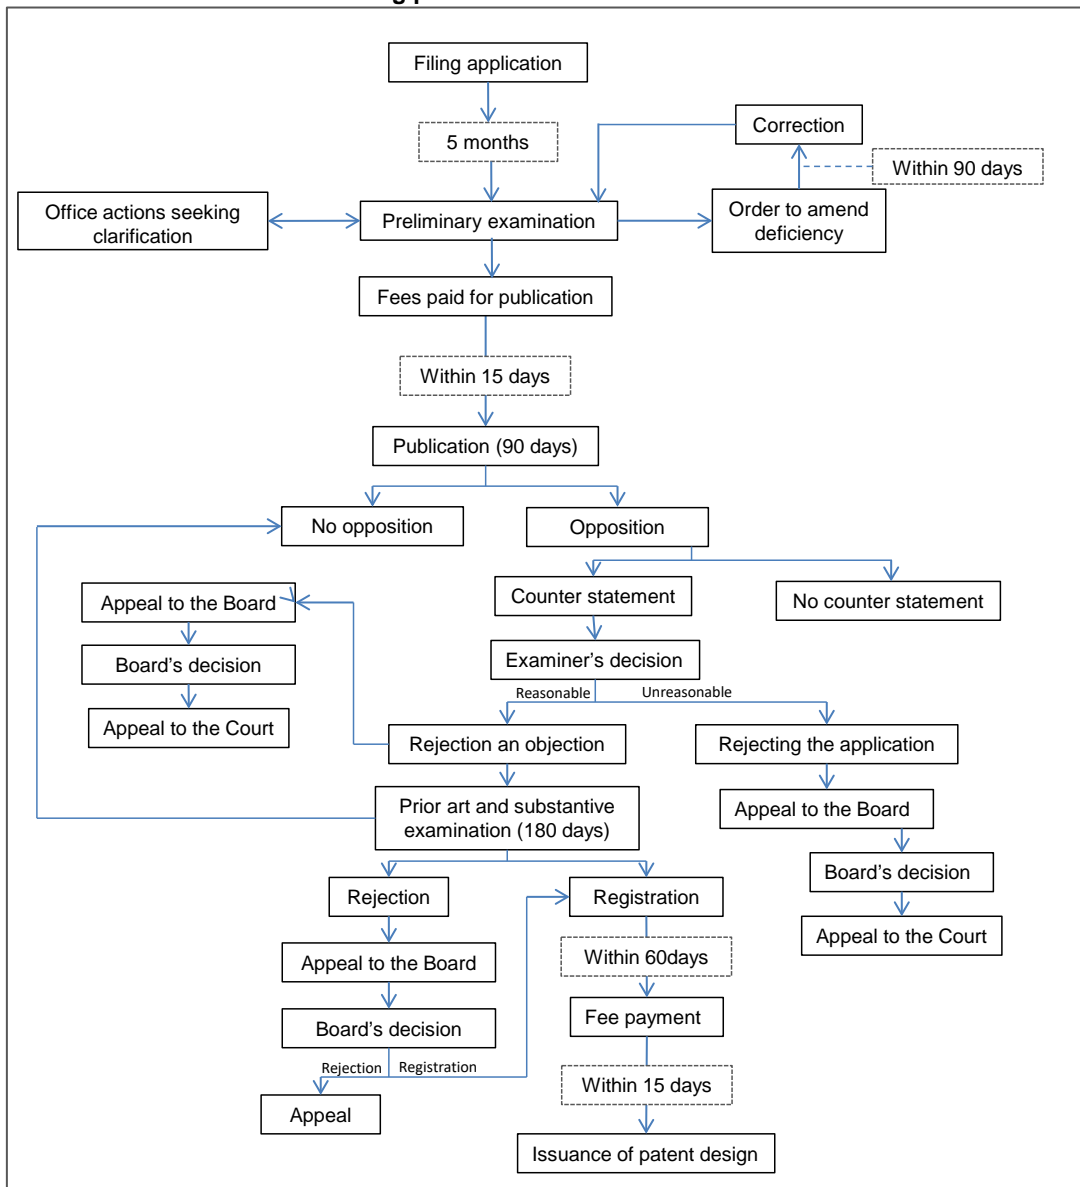 Filing application
5 months
Correction
Within 90 days
Office actions seeking
clarification
Preliminary examination
Order to amend
deficiency
Fees paid for publication
Within 15 days
Publication (90 days)
No opposition
Opposition
Appeal to the Board
Counter statement
No counter statement
Board's decision
Examiner's decision
Reasonable
Unreasonable
Appeal to the Court
Rejection an objection
Rejecting the application
Prior art and substantive
examination (180 days)
Appeal to the Board
Board's decision
Rejection
Registration
Appeal to the Court
Appeal to the Board
Within 60days
Board's decision
Fee payment
Rejection
Registration
Within 15 days
Appeal
Issuance of patent design